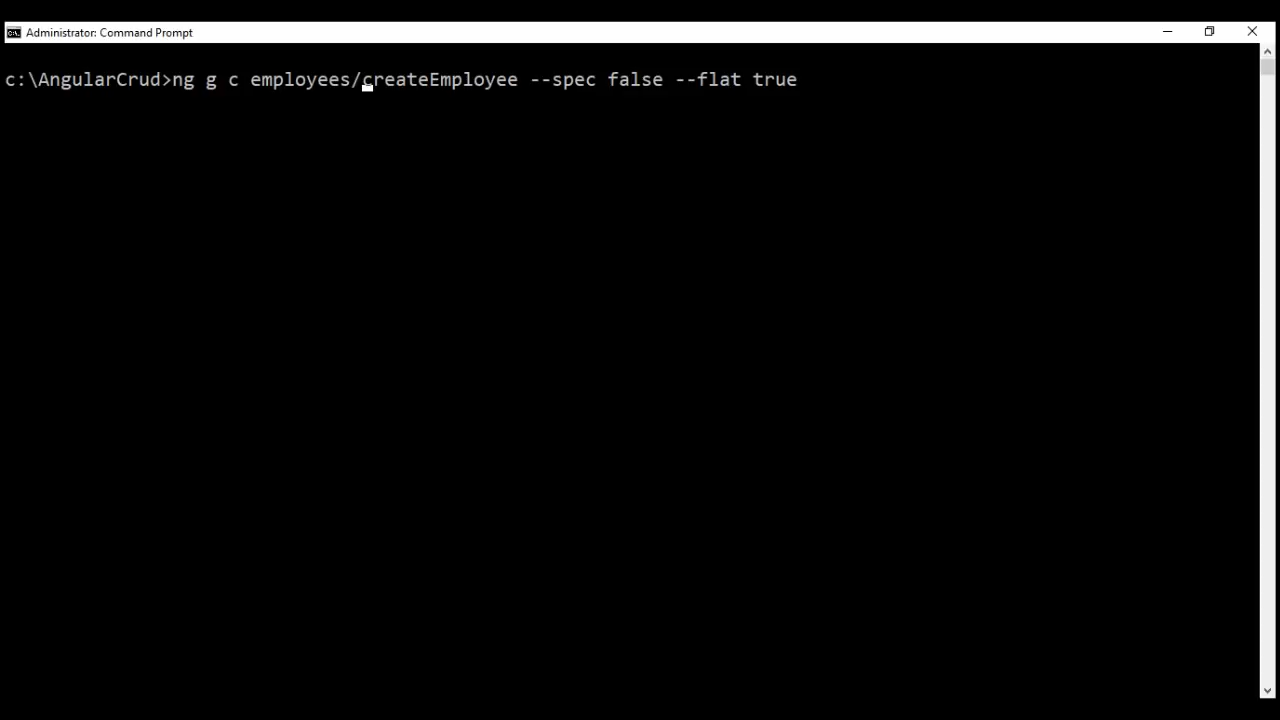 Administrator: Command Prompt
c:\AngularCrud>ng g c employees/createEmployee --spec false --flat true